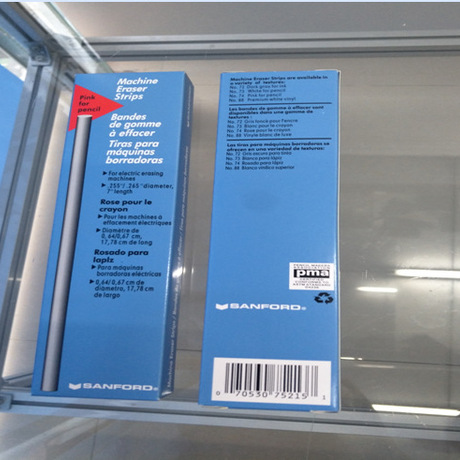 Pink
for
pencil
Machine
Eraser
Strips
Bandes
de gomme
à effacer
Tiras para
máquinas
borradoras
For electric erasing
machines
.255"/.265" diameter,
7" length
Rose pour le
crayon
Pour les machines à
effacement électriques
Diamètre de
0,64/0,67 cm,
17,78 cm de long
Rosado para
lapiz
Para máquinas
borradoras eléctricas
0,64/0,67 cm de
diametro, 17,78 cm
de largo
SANFORD®
Machine Eraser Strips are available in
a variety of textures:
No. 72 Dark gray for ink
No. 73 White for pencil
No. 74 Pink for pencil
No. 88 Premium white vinyl
Les bandes de gomme à effacer sont
disponibles dans une gamme de
textures:
No. 72 Gris foncé pour l'encre
No. 73 Blanc pour le crayon
No. 74 Rose pour le crayon
No. 88 Vinyle blanc de luxe
Las tiras para máquinas borradoras se
ofrecen en una variedad de texturas:
No. 72 Gris oscuro para tinta
No. 73 Blanco para lápiz
No. 74 Rosado para lápiz
No. 88 Blanco vinílico superior
pma
CONFORMS TO
SANFORD®
0 70530 75215 1